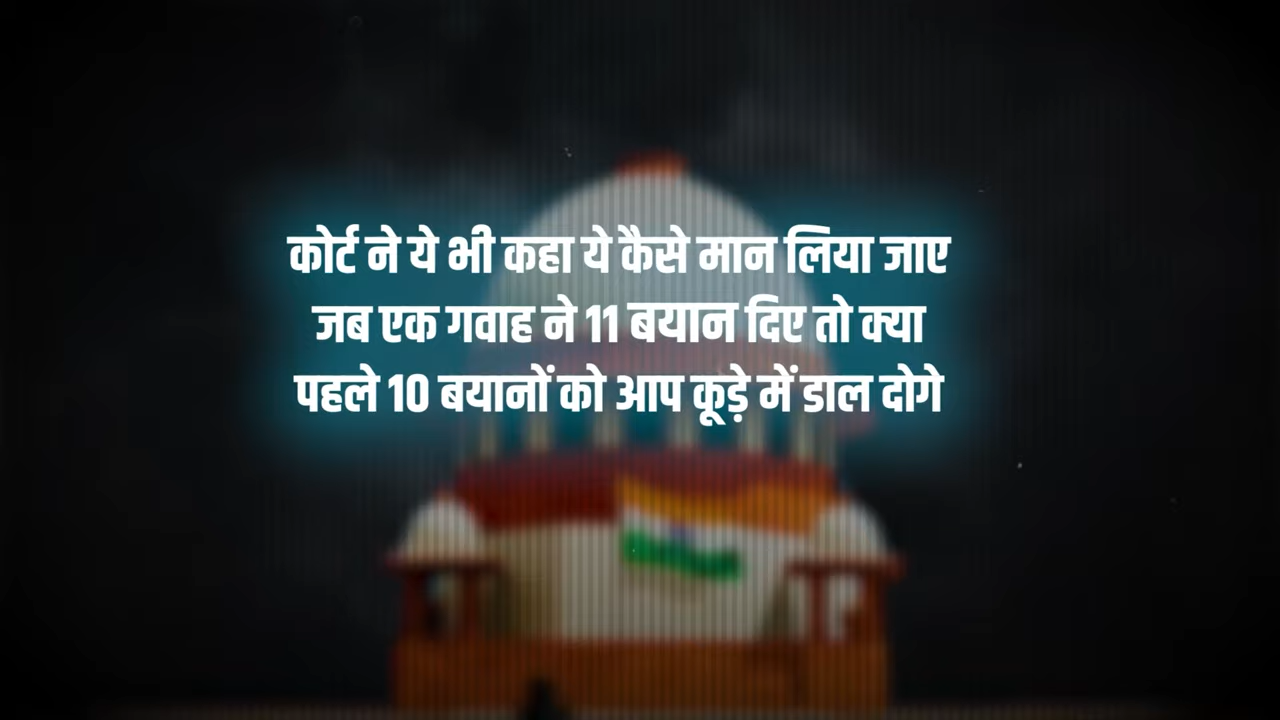 कोर्ट ने ये भी कहा ये कैसे मान लिया जाए
जब एक गवाह ने 11 बयान दिए तो क्या
पहले 10 बयानों को आप कूड़े में डाल दोगे